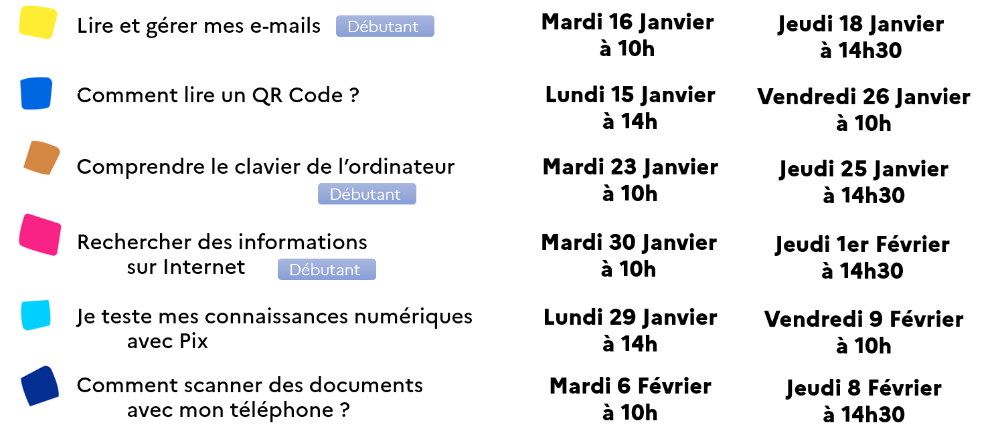 Lire et gérer mes e-mails Débutant Mardi 16 Janvier Jeudi 18 Janvier
à 10h à 14h30
Comment lire un QR Code ? Lundi 15 Janvier Vendredi 26 Janvier
à 14h à 10h
Comprendre le clavier de l’ordinateur Mardi 23 Janvier Jeudi 25 Janvier
Débutant à 10h à 14h30
Rechercher des informations Mardi 30 Janvier Jeudi 1er Février
sur Internet Débutant à 10h à 14h30
Je teste mes connaissances numériques Lundi 29 Janvier Vendredi 9 Février
avec Pix à 14h à 10h
Comment scanner des documents Mardi 6 Février Jeudi 8 Février
avec mon téléphone ? à 10h à 14h30